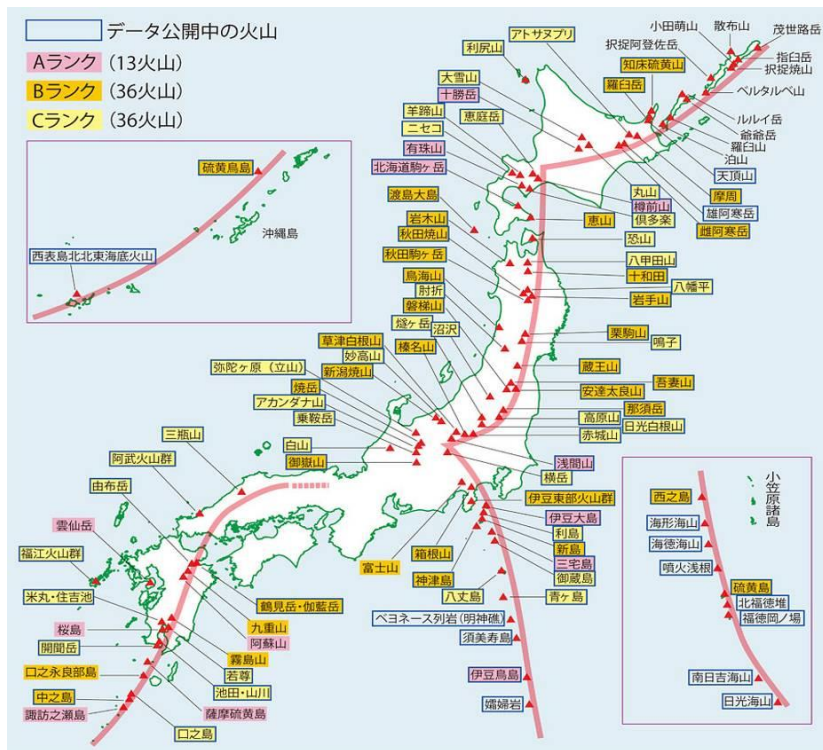 データ公開中の火山
Aランク(13火山)
Bランク(36火山)
Cランク(36火山)
硫黄鳥島
沖縄島
西表島北北東海底火山
アトサヌプリ
利尻山
大雪山
十勝岳
羊蹄山
恵庭岳
ニセコ
有珠山
北海道駒ヶ岳
渡島大島
岩木山
秋田焼山
秋田駒ヶ岳
鳥海山
肘折
磐梯山
燧ヶ岳
沼沢
草津白根山
榛名山
妙高山
新潟焼山
弥陀ヶ原(立山)
焼岳
アカンダナ山
乗鞍岳
白山
御嶽山
小田萌山
散布山
茂世路岳
択捉阿登佐岳
指臼岳
択捉焼山
知床硫黄山
羅臼岳
ベルタルベ山
ルルイ岳
爺爺岳
羅臼山
泊山
天頂山
摩周
雄阿寒岳
雌阿寒岳
丸山
樽前山
倶多楽
恵山
恐山
八甲田山
十和田
八幡平
岩手山
栗駒山
鳴子
蔵王山
吾妻山
安達太良山
那須岳
高原山
日光白根山
赤城山
浅間山
横岳
三瓶山
阿武火山群
由布岳
雲仙岳
福江火山群
米丸・住吉池
桜島
開聞岳
口之永良部島
中之島
諏訪之瀬島
口之島
薩摩硫黄島
池田・山川
若尊
霧島山
阿蘇山
九重山
鶴見岳・伽藍岳
富士山
箱根山
伊豆東部火山群
伊豆大島
利島
新島
神津島
三宅島
御蔵島
八丈島
青ヶ島
ベヨネース列岩(明神礁)
須美寿島
伊豆鳥島
孀婦岩
小笠原諸島
西之島
海形海山
海徳海山
噴火浅根
硫黄島
北福徳堆
福徳岡ノ場
南日吉海山
日光海山